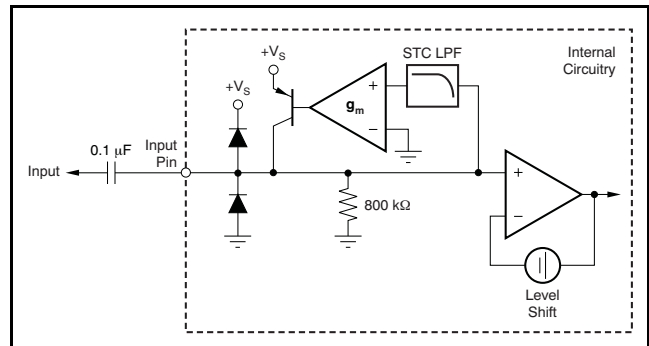 +VS
+VS
STC LPF
Internal
Circuitry
+
gm
−
0.1 µF
Input
Pin
Input
800 kΩ
+
−
Level
Shift